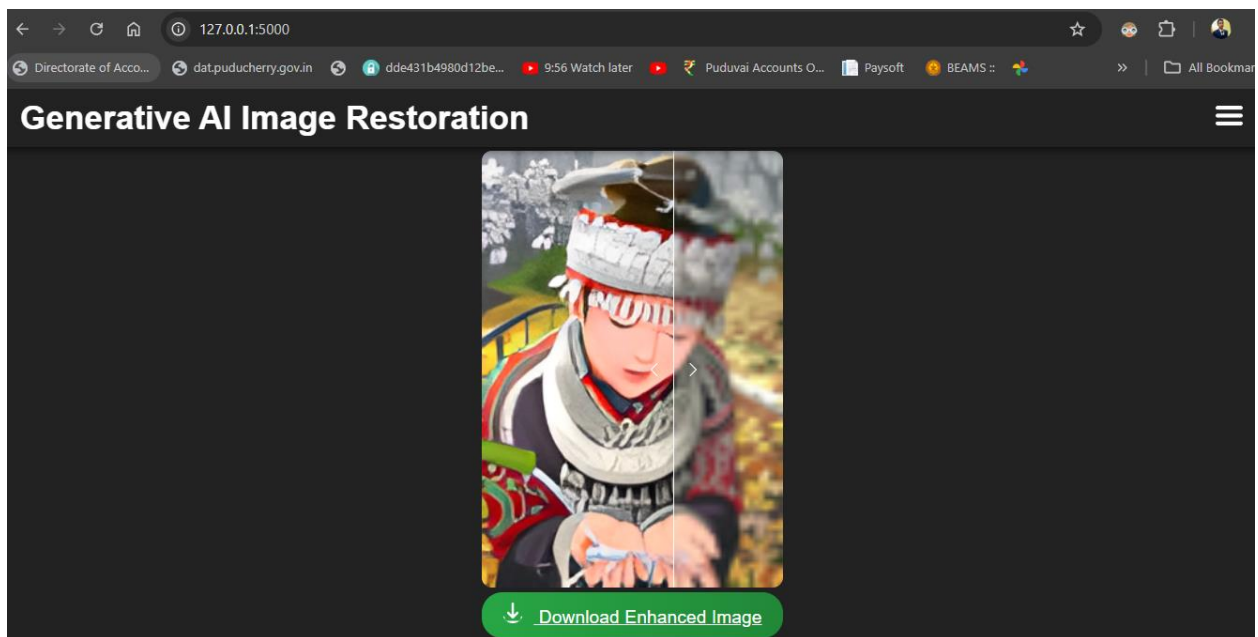 127.0.0.1:5000
Directorate of Acco... dat.puducherry.gov.in dde431b4980d12be... 9:56 Watch later Puduvai Accounts O... Paysoft BEAMS :: » All Bookmar
Generative AI Image Restoration
Download Enhanced Image